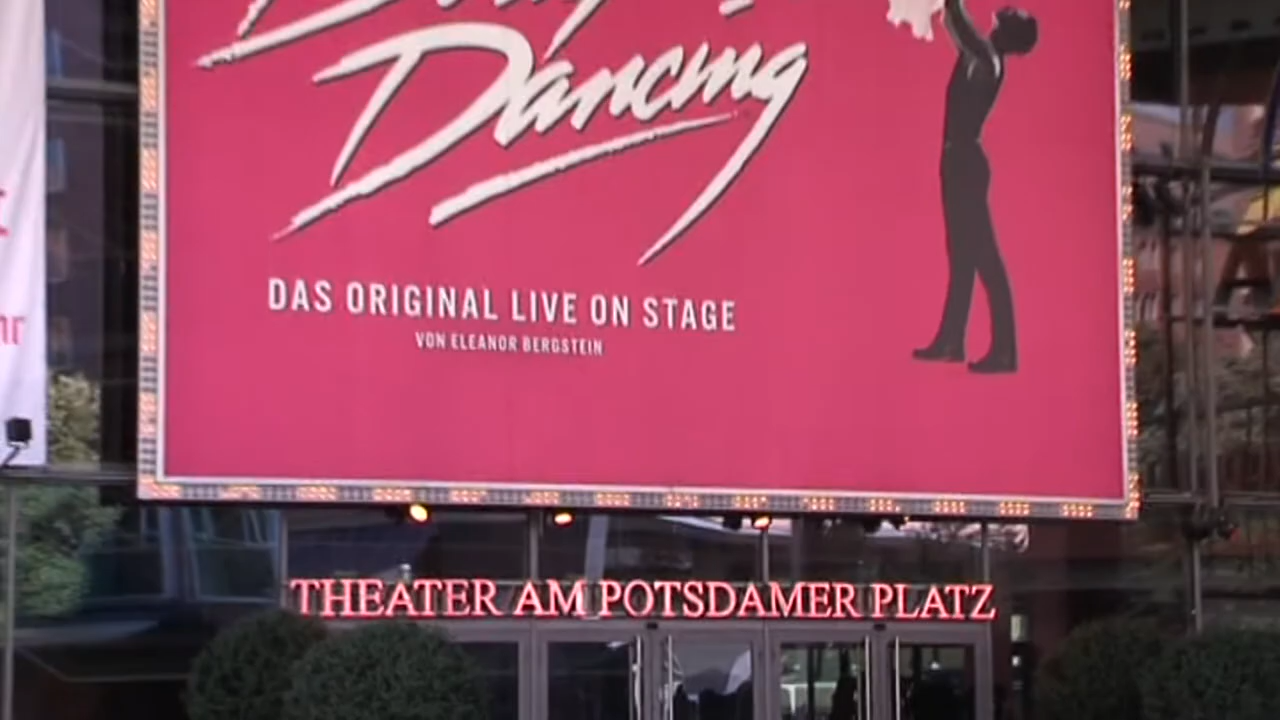 Dancing
DAS ORIGINAL LIVE ON STAGE
VON ELEANOR BERGSTEIN
THEATER AM POTSDAMER PLATZ